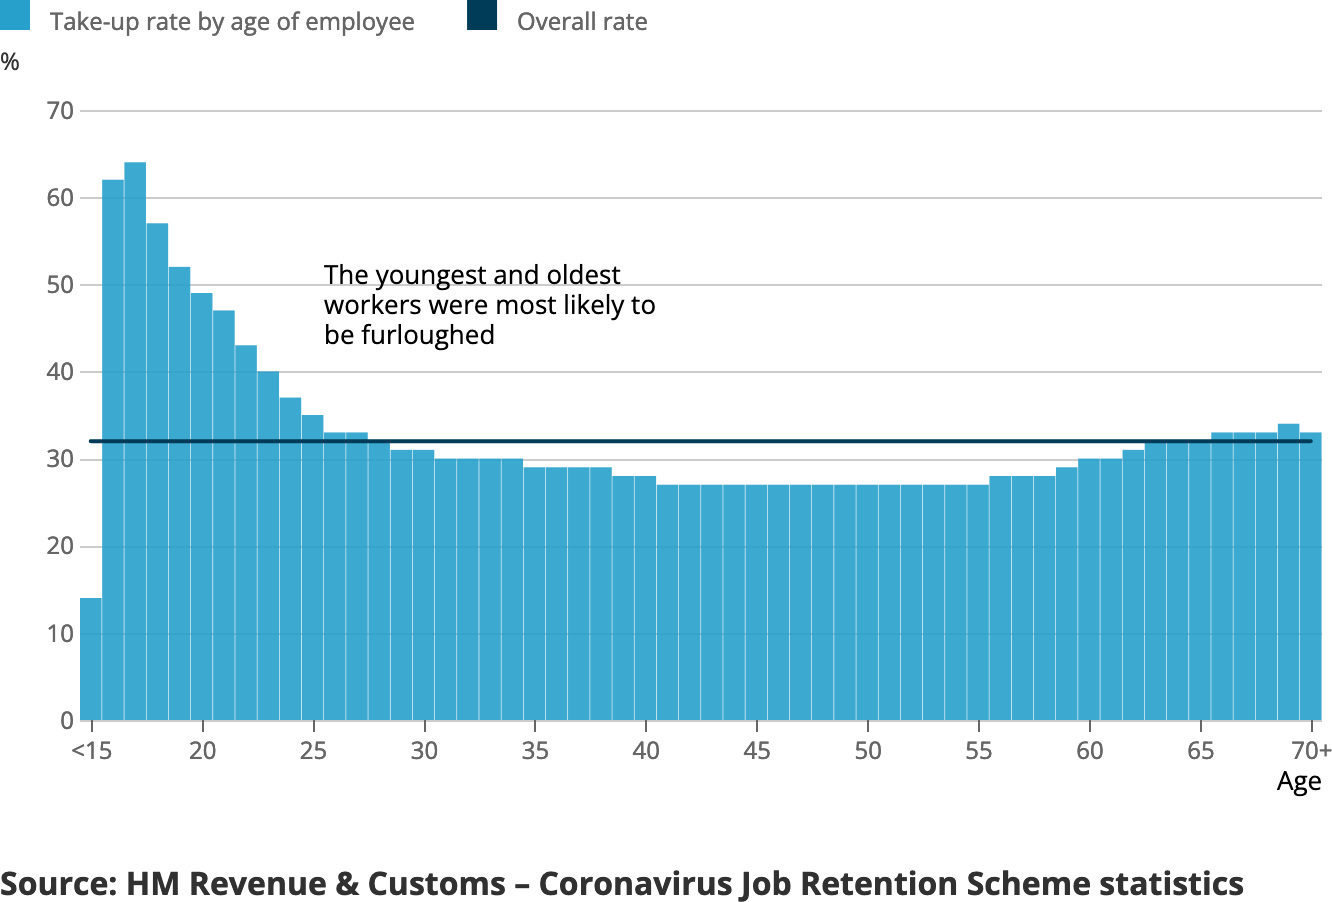 Take-up rate by age of employee Overall rate
%
70
60
50
The youngest and oldest
workers were most likely to
be furloughed
40
30
20
10
0
<15 20 25 30 35 40 45 50 55 60 65 70+
Age
Source: HM Revenue & Customs – Coronavirus Job Retention Scheme statistics